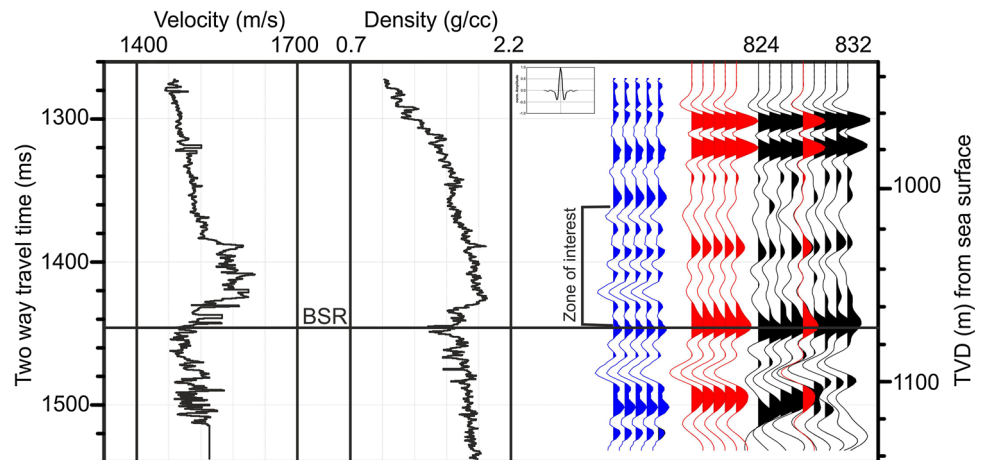 Velocity (m/s)
Density (g/cc)
1400
1700
0.7
2.2
824
832
Two way travel time (ms)
1300
1400
1500
BSR
Zone of interest
1000
1100
TVD (m) from sea surface